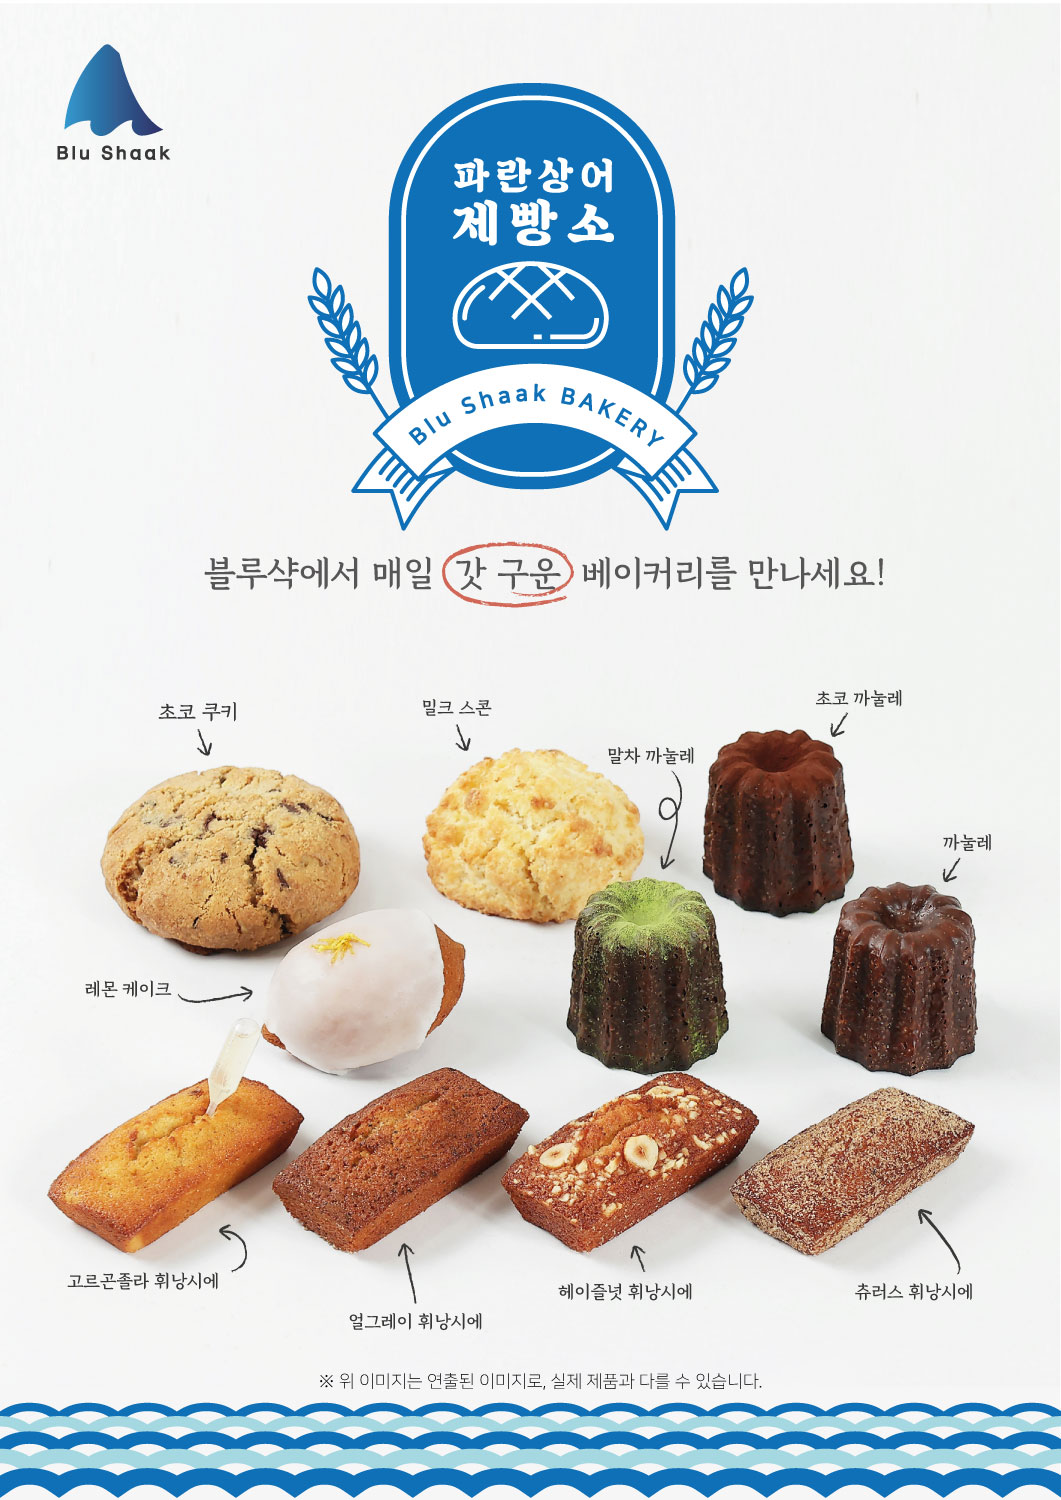 Blu Shaak
파란상어
제빵소
Blu Shaak BAKERY
블루샥에서 매일 갓 구운 베이커리를 만나세요!
초코 쿠키
밀크 스콘
초코 까눌레
말차 까눌레
까눌레
레몬 케이크
고르곤졸라 휘낭시에
얼그레이 휘낭시에
헤이즐넛 휘낭시에
츄러스 휘낭시에
※ 위 이미지는 연출된 이미지로, 실제 제품과 다를 수 있습니다.